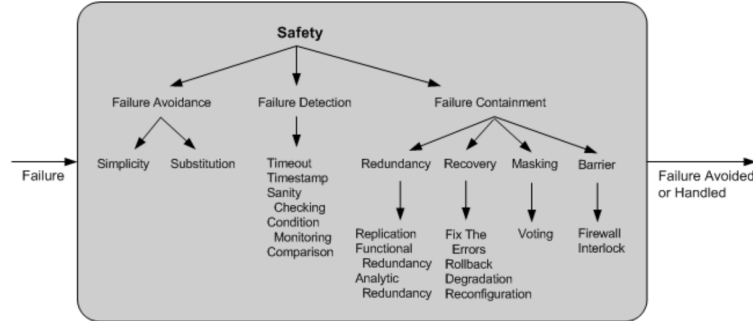 Safety
Failure Avoidance
Failure Detection
Failure Containment
Simplicity
Substitution
Timeout
Timestamp
Sanity
Checking
Condition
Monitoring
Comparison
Redundancy
Recovery
Masking
Barrier
Replication
Functional
Redundancy
Analytic
Redundancy
Fix The
Errors
Rollback
Degradation
Reconfiguration
Voting
Firewall
Interlock
Failure
Failure Avoided
or Handled